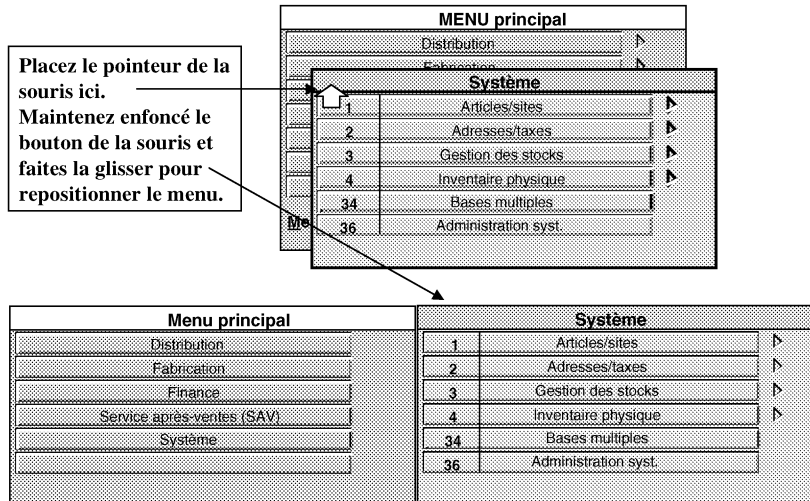 MENU principal
Distribution
Fabrication
Placez le pointeur de la
souris ici.
Maintenez enfoncé le
bouton de la souris et
faites la glisser pour
repositionner le menu.
Système
1 Articles/sites
2 Adresses/taxes
3 Gestion des stocks
4 Inventaire physique
34 Bases multiples
36 Administration syst.
Me
Menu principal
Distribution
Fabrication
Finance
Service après-ventes (SAV)
Système
Système
1 Articles/sites
2 Adresses/taxes
3 Gestion des stocks
4 Inventaire physique
34 Bases multiples
36 Administration syst.